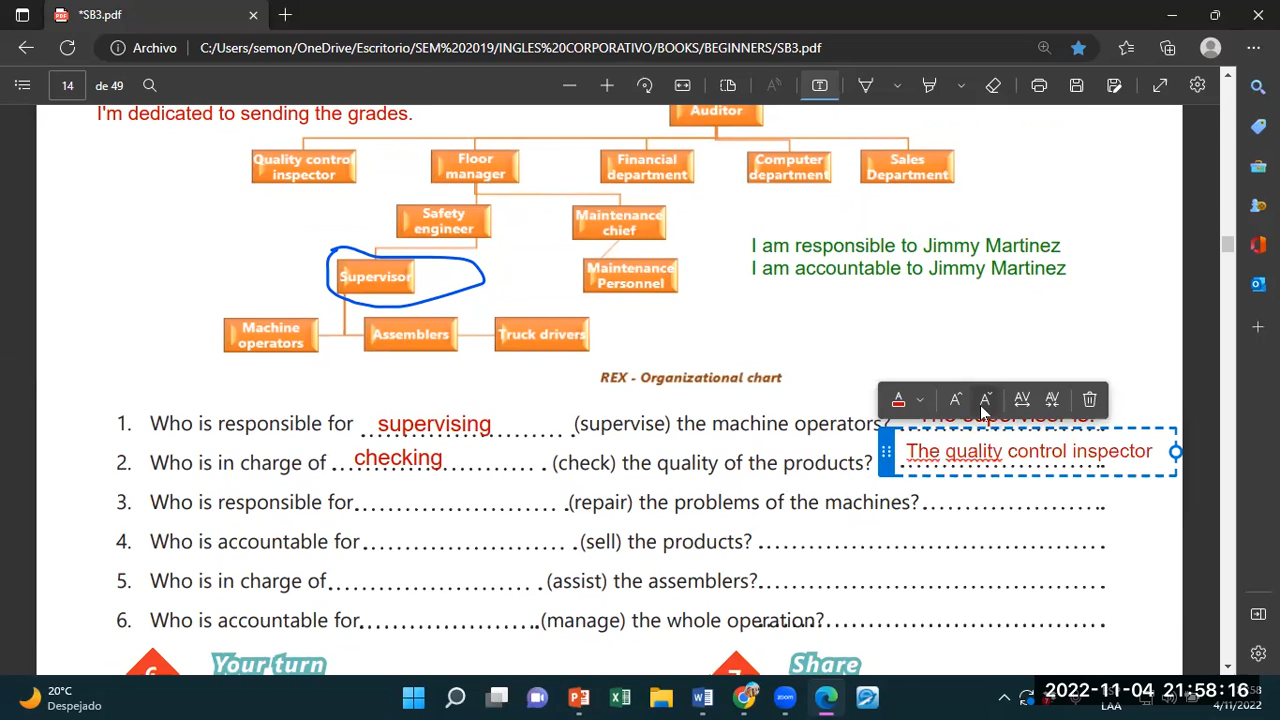 *SB3.pdf
Archivo C:/Users/semon/OneDrive/Escritorio/SEM%202019/INGLES%20CORPORATIVO/BOOKS/BEGINNERS/SB3.pdf
14 de 49
I'm dedicated to sending the grades.
Auditor
Quality control inspector
Floor manager
Financial department
Computer department
Sales Department
Safety engineer
Maintenance chief
I am responsible to Jimmy Martinez
I am accountable to Jimmy Martinez
Supervisor
Maintenance Personnel
Machine operators
Assemblers
Truck drivers
REX - Organizational chart
1. Who is responsible for supervising (supervise) the machine operators? The supervisor is.
2. Who is in charge of checking (check) the quality of the products? The quality control inspector
3. Who is responsible for (repair) the problems of the machines?
4. Who is accountable for (sell) the products?
5. Who is in charge of (assist) the assemblers?
6. Who is accountable for (manage) the whole operation?
6 Your turn
7 Share
20°C
Despejado
LAA
2022-11-04 21:58:16
4/11/2022